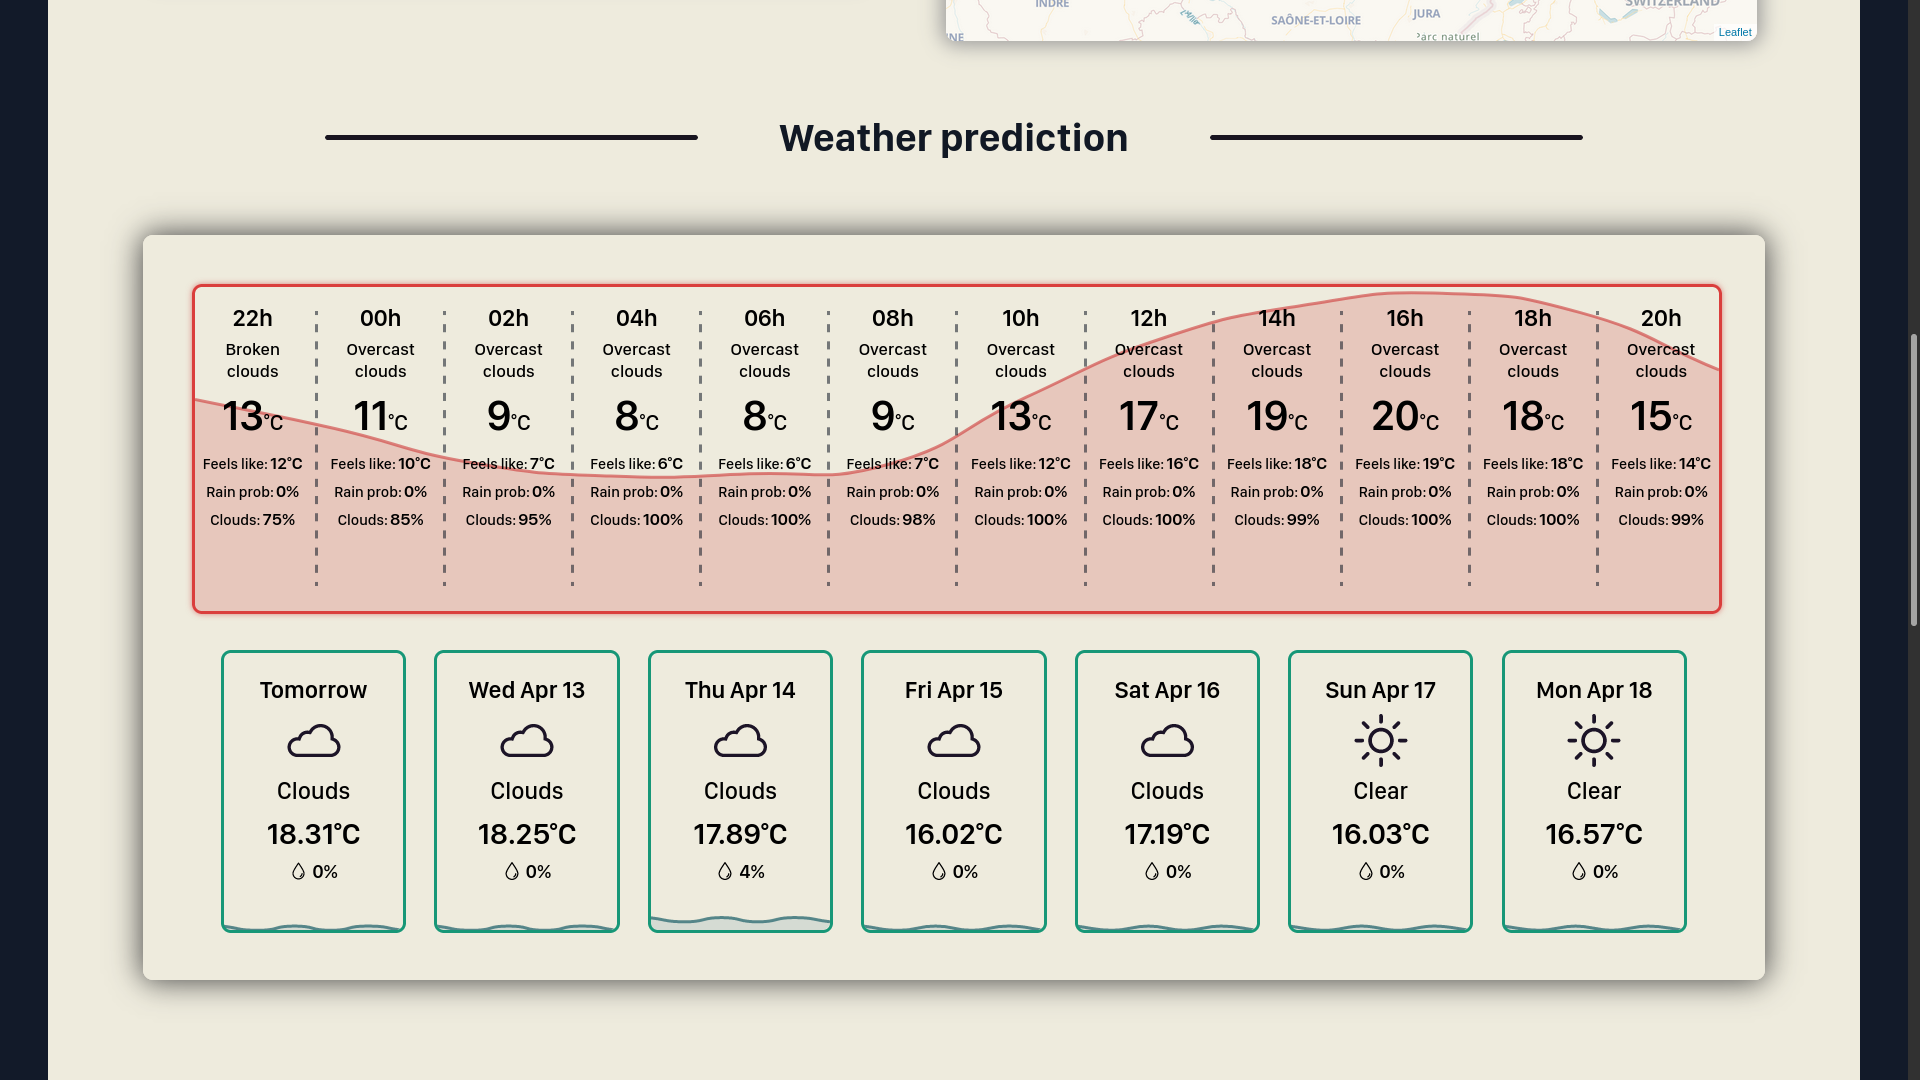 INDRE
SAÔNE-ET-LOIRE
JURA
SWITZERLAND
Parc naturel
Leaflet
Weather prediction
22h 00h 02h 04h 06h 08h 10h 12h 14h 16h 18h 20h
Broken Overcast Overcast Overcast Overcast Overcast Overcast Overcast Overcast Overcast Overcast Overcast
clouds clouds clouds clouds clouds clouds clouds clouds clouds clouds clouds clouds
13°C 11°C 9°C 8°C 8°C 9°C 13°C 17°C 19°C 20°C 18°C 15°C
Feels like: 12°C Feels like: 10°C Feels like: 7°C Feels like: 6°C Feels like: 6°C Feels like: 7°C Feels like: 12°C Feels like: 16°C Feels like: 18°C Feels like: 19°C Feels like: 18°C Feels like: 14°C
Rain prob: 0% Rain prob: 0% Rain prob: 0% Rain prob: 0% Rain prob: 0% Rain prob: 0% Rain prob: 0% Rain prob: 0% Rain prob: 0% Rain prob: 0% Rain prob: 0% Rain prob: 0%
Clouds: 75% Clouds: 85% Clouds: 95% Clouds: 100% Clouds: 100% Clouds: 98% Clouds: 100% Clouds: 100% Clouds: 99% Clouds: 100% Clouds: 100% Clouds: 99%
Tomorrow Wed Apr 13 Thu Apr 14 Fri Apr 15 Sat Apr 16 Sun Apr 17 Mon Apr 18
Clouds Clouds Clouds Clouds Clouds Clear Clear
18.31°C 18.25°C 17.89°C 16.02°C 17.19°C 16.03°C 16.57°C
0% 0% 4% 0% 0% 0% 0%